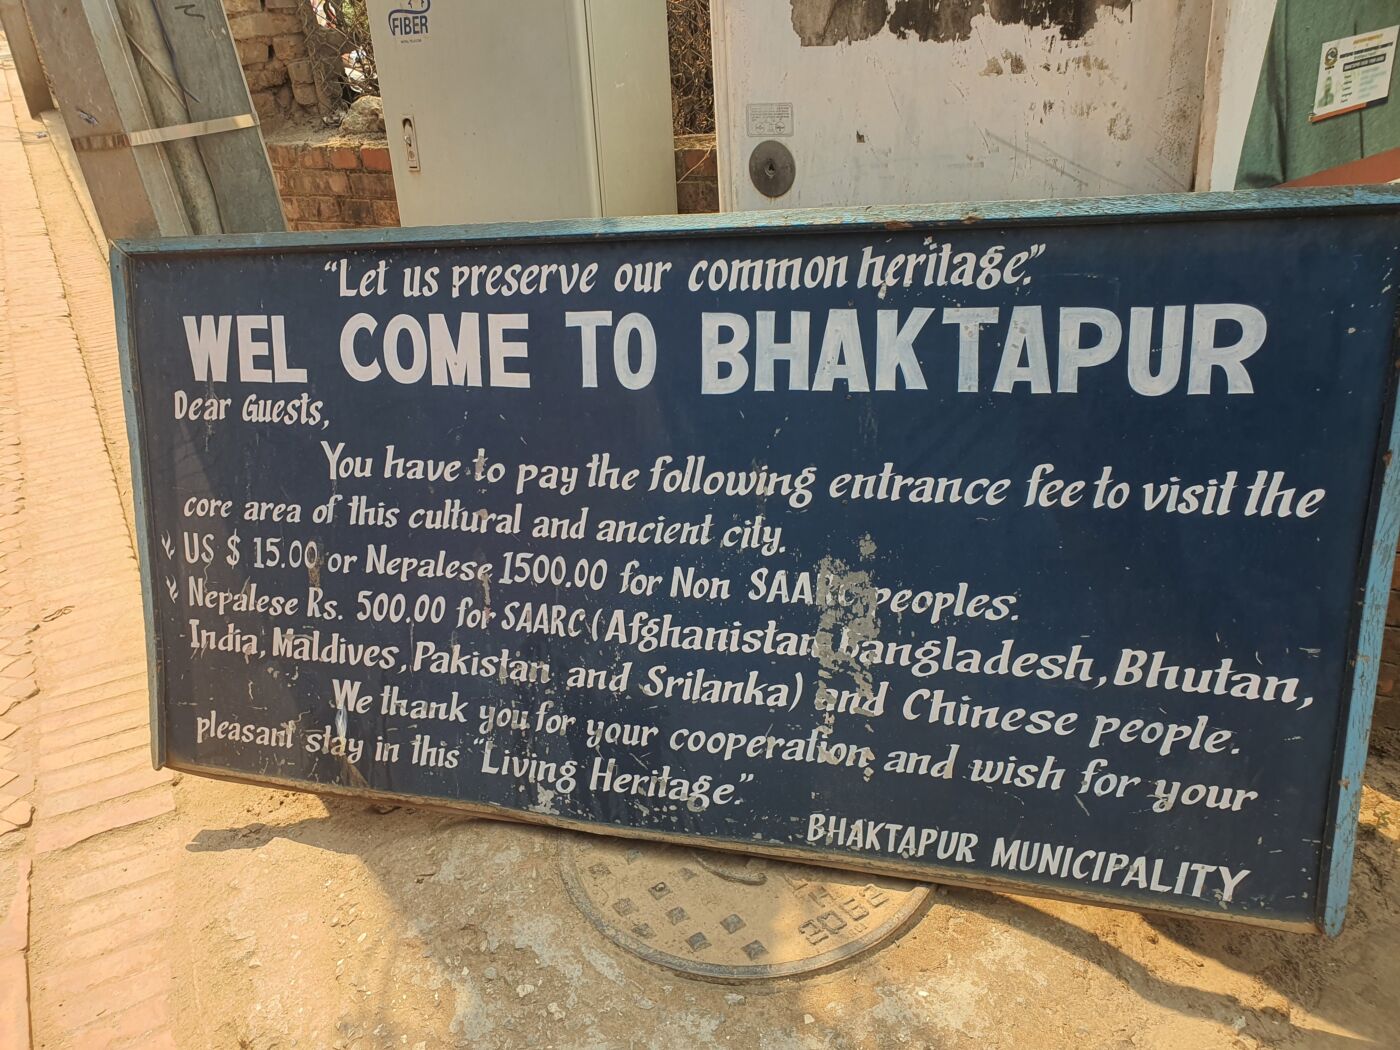 FIBER
"Let us preserve our common heritage."
WEL COME TO BHAKTAPUR
Dear Guests,
You have to pay the following entrance fee to visit the
core area of this cultural and ancient city.
US $ 15.00 or Nepalese 1500.00 for Non SAARC peoples.
Nepalese Rs. 500.00 for SAARC (Afghanistan, Bangladesh, Bhutan,
India, Maldives, Pakistan and Srilanka) and Chinese people.
We thank you for your cooperation and wish for your
pleasant stay in this "Living Heritage."
BHAKTAPUR MUNICIPALITY
2062